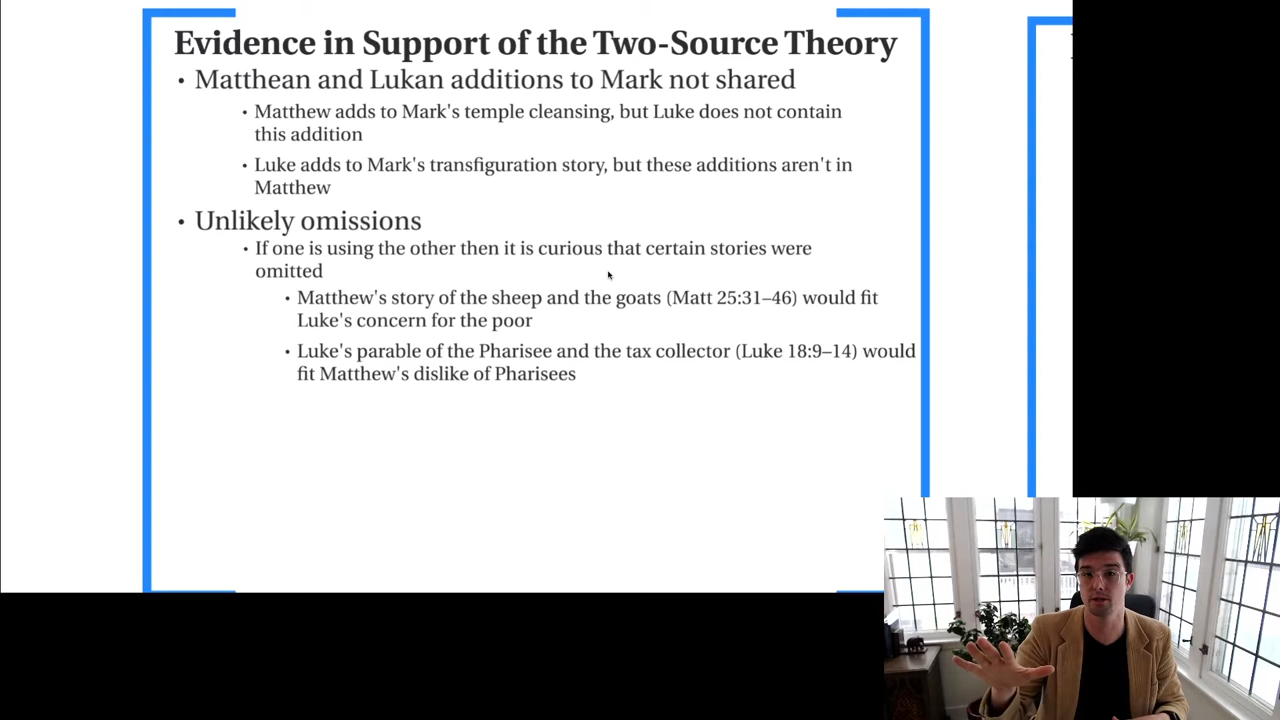 Evidence in Support of the Two-Source Theory
• Matthean and Lukan additions to Mark not shared
• Matthew adds to Mark's temple cleansing, but Luke does not contain
this addition
• Luke adds to Mark's transfiguration story, but these additions aren't in
Matthew
• Unlikely omissions
• If one is using the other then it is curious that certain stories were
omitted
• Matthew's story of the sheep and the goats (Matt 25:31–46) would fit
Luke's concern for the poor
• Luke's parable of the Pharisee and the tax collector (Luke 18:9–14) would
fit Matthew's dislike of Pharisees